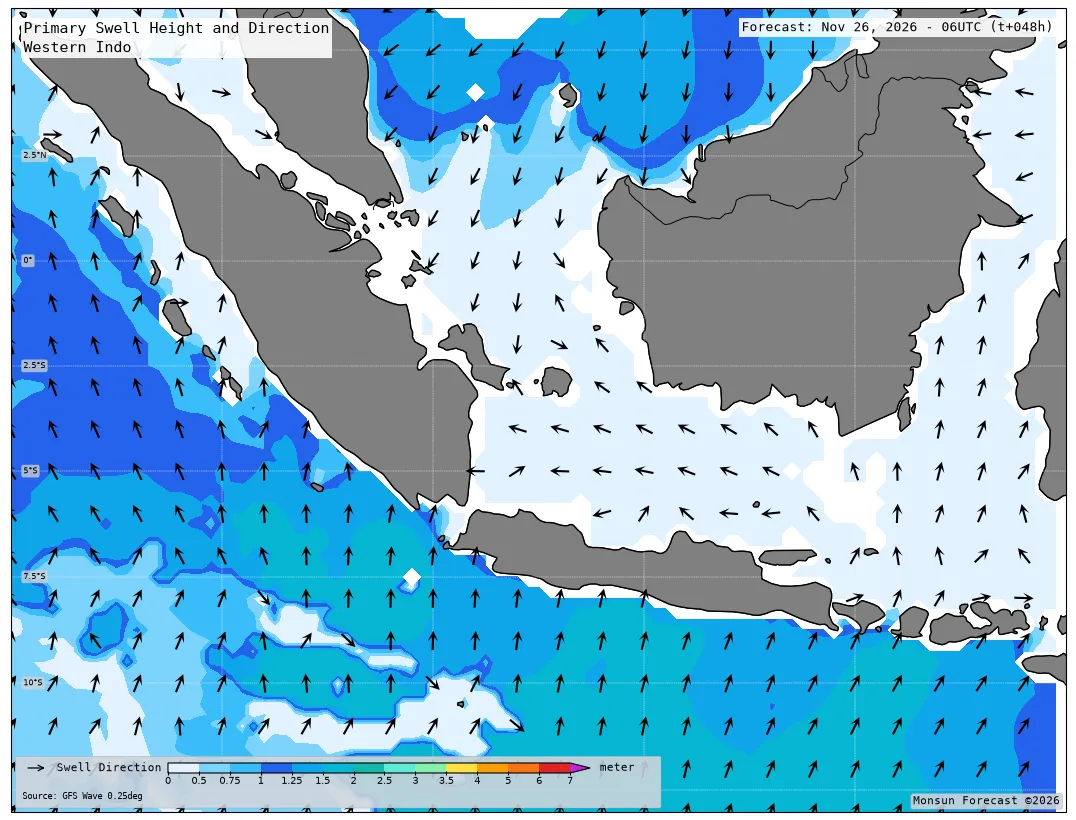 Primary Swell Height and Direction
Western Indo
Forecast: Nov 26, 2026 - 06UTC (t+048h)
2.5°N
0°
2.5°S
5°S
7.5°S
10°S
Swell Direction
0 0.5 0.75 1 1.25 1.5 2 2.5 3 3.5 4 5 6 7
meter
Source: GFS Wave 0.25deg
Monsun Forecast ©2026